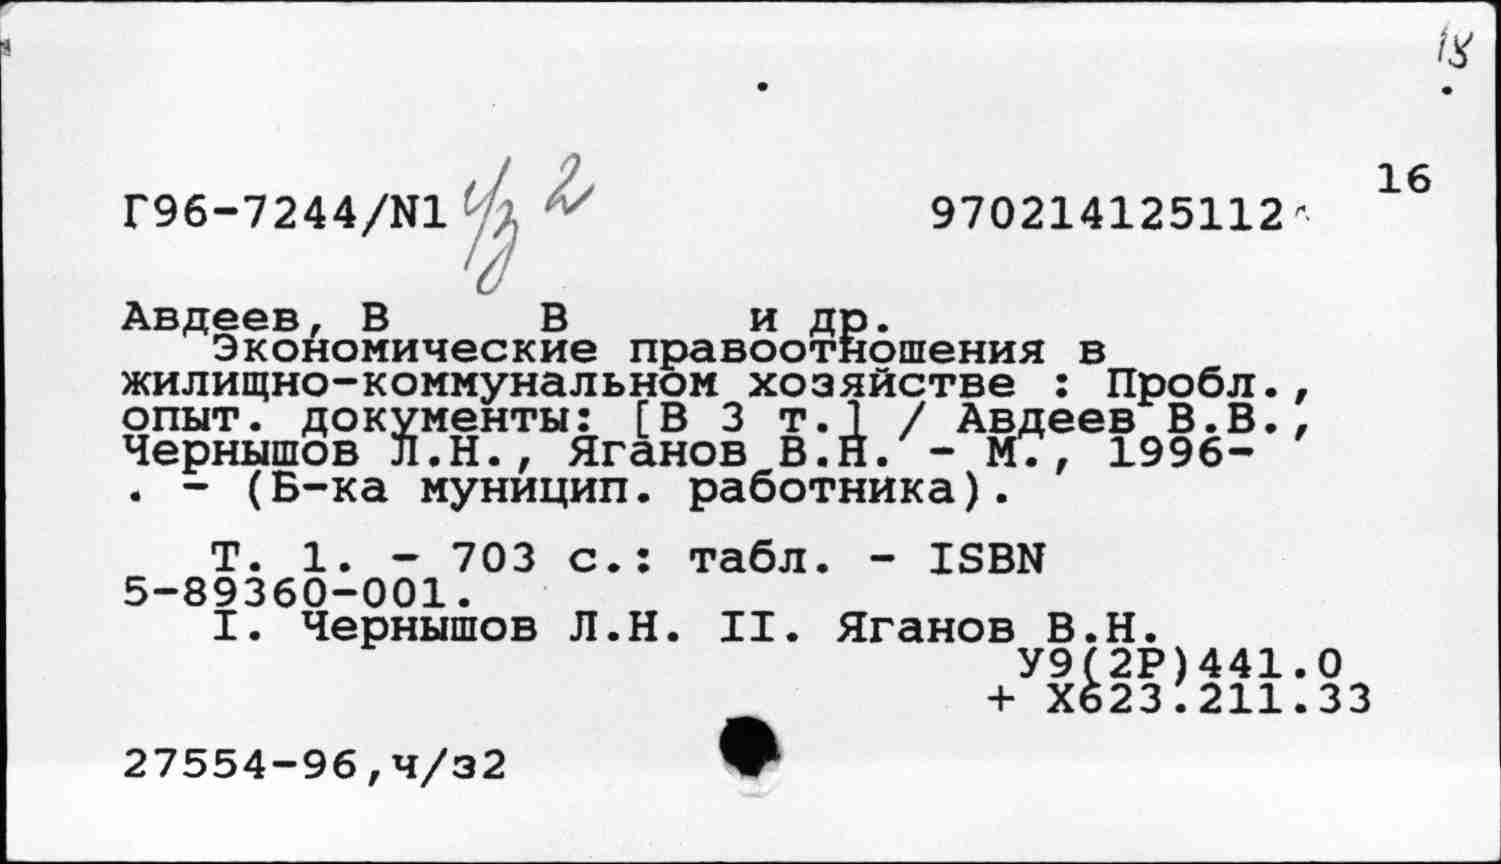 18
16
Г96-7244/N1 ч/з 2 970214125112
Авдеев, В В и др.
Экономические правоотношения в
жилищно-коммунальном хозяйстве : Пробл.,
опыт. документы: [В 3 т.] / Авдеев В.В.,
Чернышов Л.Н., Яганов В.Н. - М., 1996-
. - (Б-ка муницип. работника).
Т. 1. - 703 с.: табл. - ISBN
5-89360-001.
I. Чернышов Л.Н. II. Яганов В.Н.
У9(2Р)441.0
+ Х623.211.33
27554-96,ч/з2